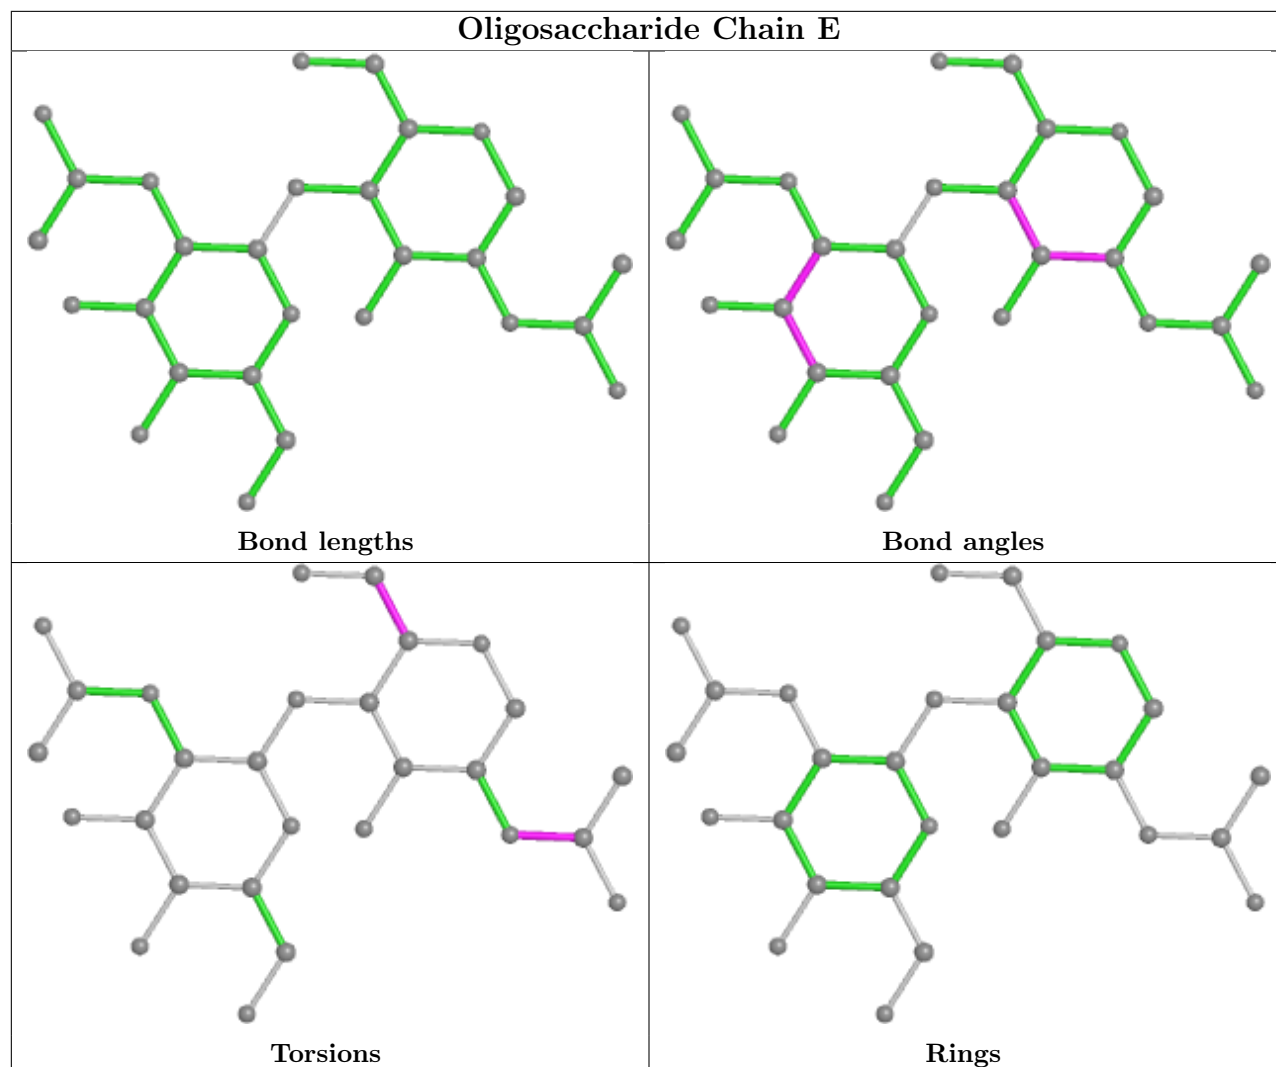 Oligosaccharide Chain E
Bond lengths
Bond angles
Torsions
Rings